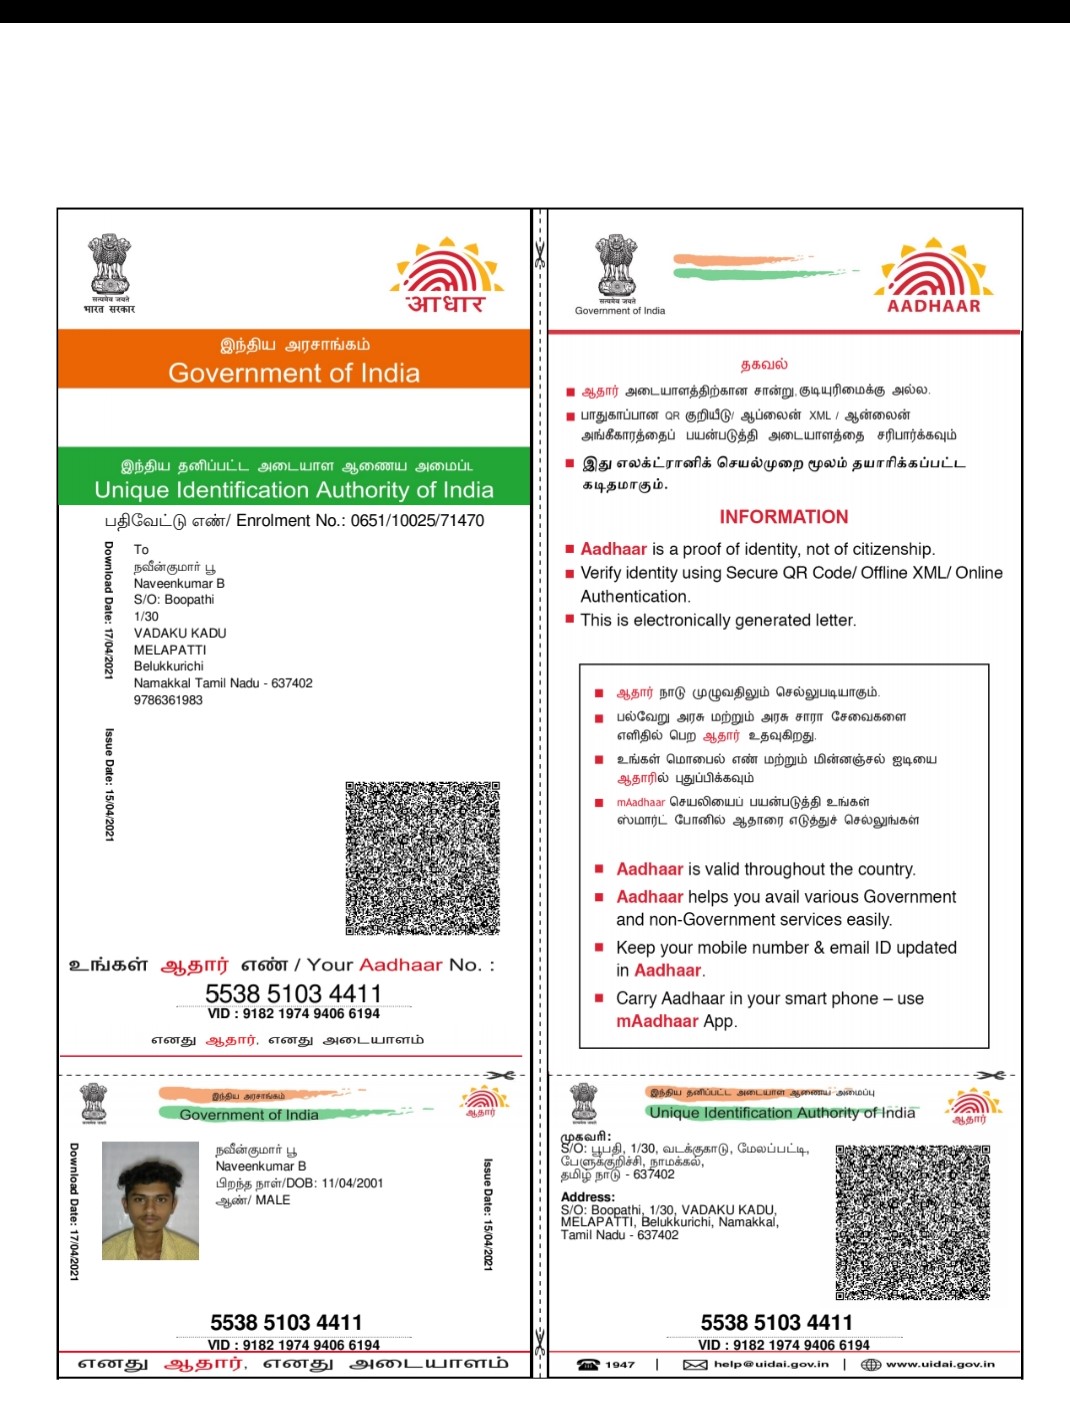 सत्यमेव जयते
भारत सरकार
आधार
இந்திய அரசாங்கம்
Government of India
இந்திய தனிப்பட்ட அடையாள ஆணைய அமைப்
Unique Identification Authority of India
பதிவேட்டு எண்/ Enrolment No.: 0651/10025/71470
Download Date: 17/04/2021
Issue Date: 15/04/2021
To
நவீன்குமார் பூ
Naveenkumar B
S/O: Boopathi
1/30
VADAKU KADU
MELAPATTI
Belukkurichi
Namakkal Tamil Nadu - 637402
9786361983
உங்கள் ஆதார் எண் / Your Aadhaar No. :
5538 5103 4411
VID : 9182 1974 9406 6194
எனது ஆதார், எனது அடையாளம்
सत्यमेव जयते
Government of India
AADHAAR
தகவல்
ஆதார் அடையாளத்திற்கான சான்று, குடியுரிமைக்கு அல்ல.
பாதுகாப்பான QR குறியீடு/ ஆப்லைன் XML / ஆன்லைன்
அங்கீகாரத்தைப் பயன்படுத்தி அடையாளத்தை சரிபார்க்கவும்
இது எலக்ட்ரானிக் செயல்முறை மூலம் தயாரிக்கப்பட்ட
கடிதமாகும்.
INFORMATION
Aadhaar is a proof of identity, not of citizenship.
Verify identity using Secure QR Code/ Offline XML/ Online
Authentication.
This is electronically generated letter.
ஆதார் நாடு முழுவதிலும் செல்லுபடியாகும்.
பல்வேறு அரசு மற்றும் அரசு சாரா சேவைகளை
எளிதில் பெற ஆதார் உதவுகிறது.
உங்கள் மொபைல் எண் மற்றும் மின்னஞ்சல் ஐடியை
ஆதாரில் புதுப்பிக்கவும்
mAadhaar செயலியைப் பயன்படுத்தி உங்கள்
ஸ்மார்ட் போனில் ஆதாரை எடுத்துச் செல்லுங்கள்
Aadhaar is valid throughout the country.
Aadhaar helps you avail various Government
and non-Government services easily.
Keep your mobile number & email ID updated
in Aadhaar.
Carry Aadhaar in your smart phone – use
mAadhaar App.
இந்திய அரசாங்கம்
Government of India
ஆதார்
Download Date: 17/04/2021
நவீன்குமார் பூ
Naveenkumar B
பிறந்த நாள்/DOB: 11/04/2001
ஆண்/ MALE
Issue Date: 15/04/2021
5538 5103 4411
VID : 9182 1974 9406 6194
எனது ஆதார், எனது அடையாளம்
இந்திய தனிப்பட்ட அடையாள ஆணைய அமைப்பு
Unique Identification Authority of India
ஆதார்
முகவரி:
S/O: பூபதி, 1/30, வடக்குகாடு, மேலப்பட்டி,
பேளுக்குறிச்சி, நாமக்கல்,
தமிழ் நாடு - 637402
Address:
S/O: Boopathi, 1/30, VADAKU KADU,
MELAPATTI, Belukkurichi, Namakkal,
Tamil Nadu - 637402
5538 5103 4411
VID : 9182 1974 9406 6194
1947 | help@uidai.gov.in | www.uidai.gov.in